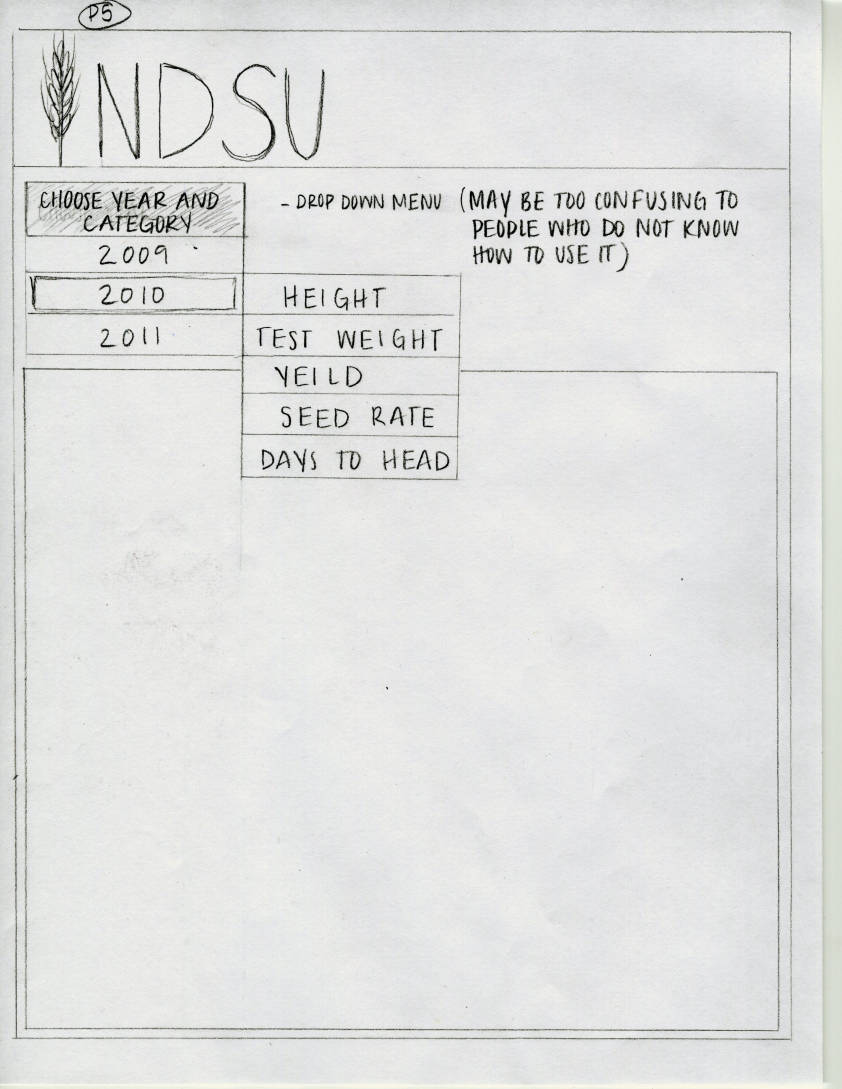 P5
NDSU
CHOOSE YEAR AND
CATEGORY
- DROP DOWN MENU (MAY BE TOO CONFUSING TO
PEOPLE WHO DO NOT KNOW
HOW TO USE IT)
2009
2010
2011
HEIGHT
TEST WEIGHT
YEILD
SEED RATE
DAYS TO HEAD